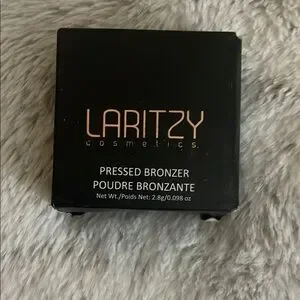 LARITZY
cosmetics.
PRESSED BRONZER
POUDRE BRONZANTE
Net Wt./Poids Net: 2.8g/0.098 oz